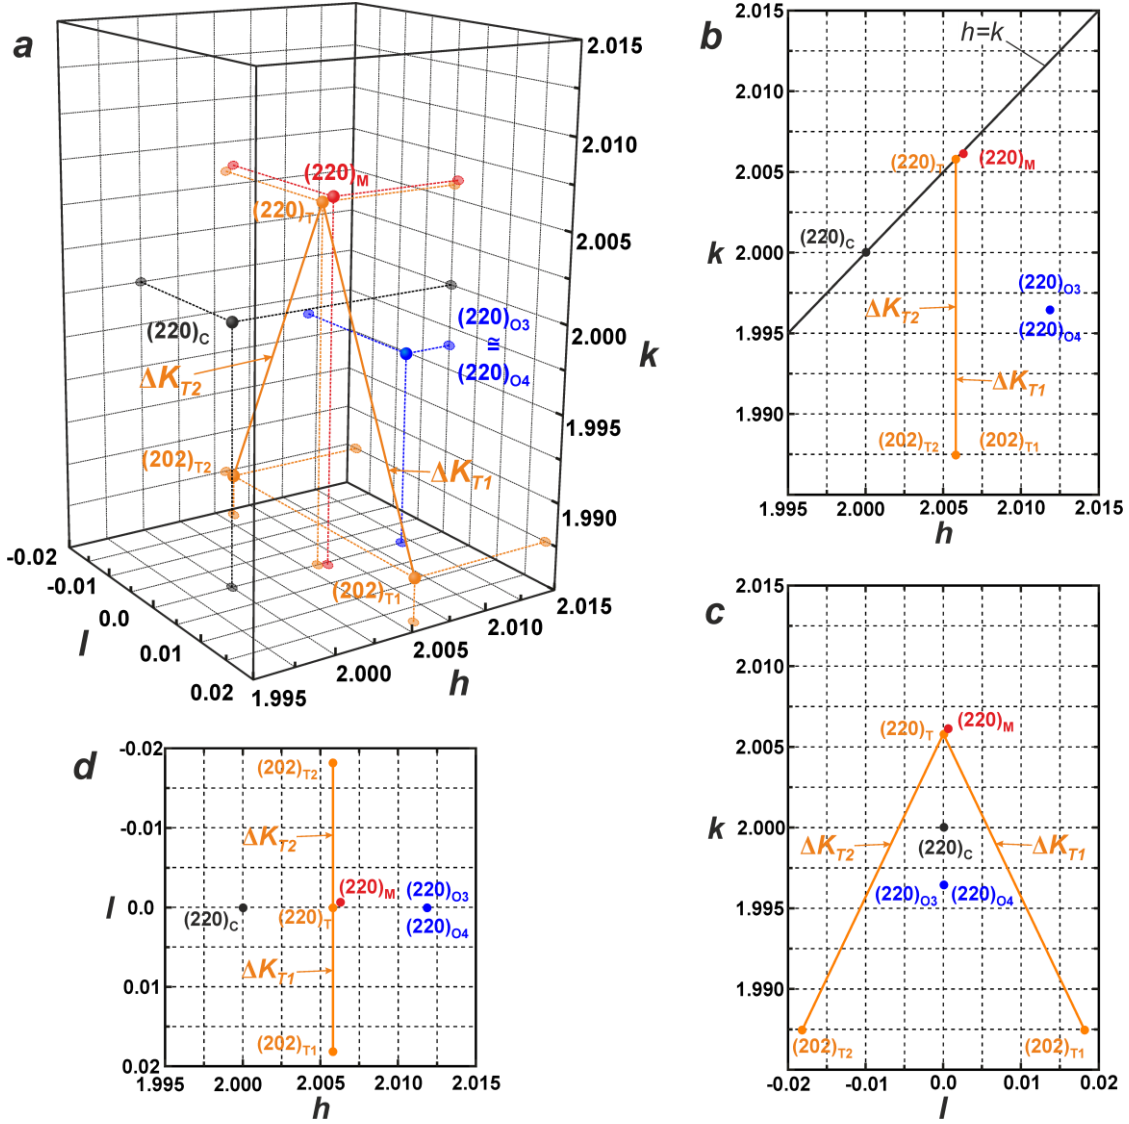 a
2.015
2.010
2.005
2.000
1.995
1.990
k
(220)M
(220)T
(220)C
(220)O3
≅
(220)O4
ΔKT2
(202)T2
ΔKT1
(202)T1
-0.02
-0.01
0.0
0.01
0.02
l
1.995
2.000
2.005
2.010
2.015
h
b
2.015
2.010
2.005
2.000
1.995
1.990
k
h=k
(220)T
(220)M
(220)C
(220)O3
(220)O4
ΔKT2
ΔKT1
(202)T2 (202)T1
1.995 2.000 2.005 2.010 2.015
h
c
2.015
2.010
2.005
2.000
1.995
1.990
k
(220)M
(220)T
(220)C
ΔKT2 ΔKT1
(220)O3 (220)O4
(202)T2 (202)T1
-0.02 -0.01 0.0 0.01 0.02
l
d
-0.02
-0.01
0.0
0.01
0.02
l
(202)T2
ΔKT2
(220)M
(220)O3
(220)C
(220)T
(220)O4
ΔKT1
(202)T1
1.995 2.000 2.005 2.010 2.015
h